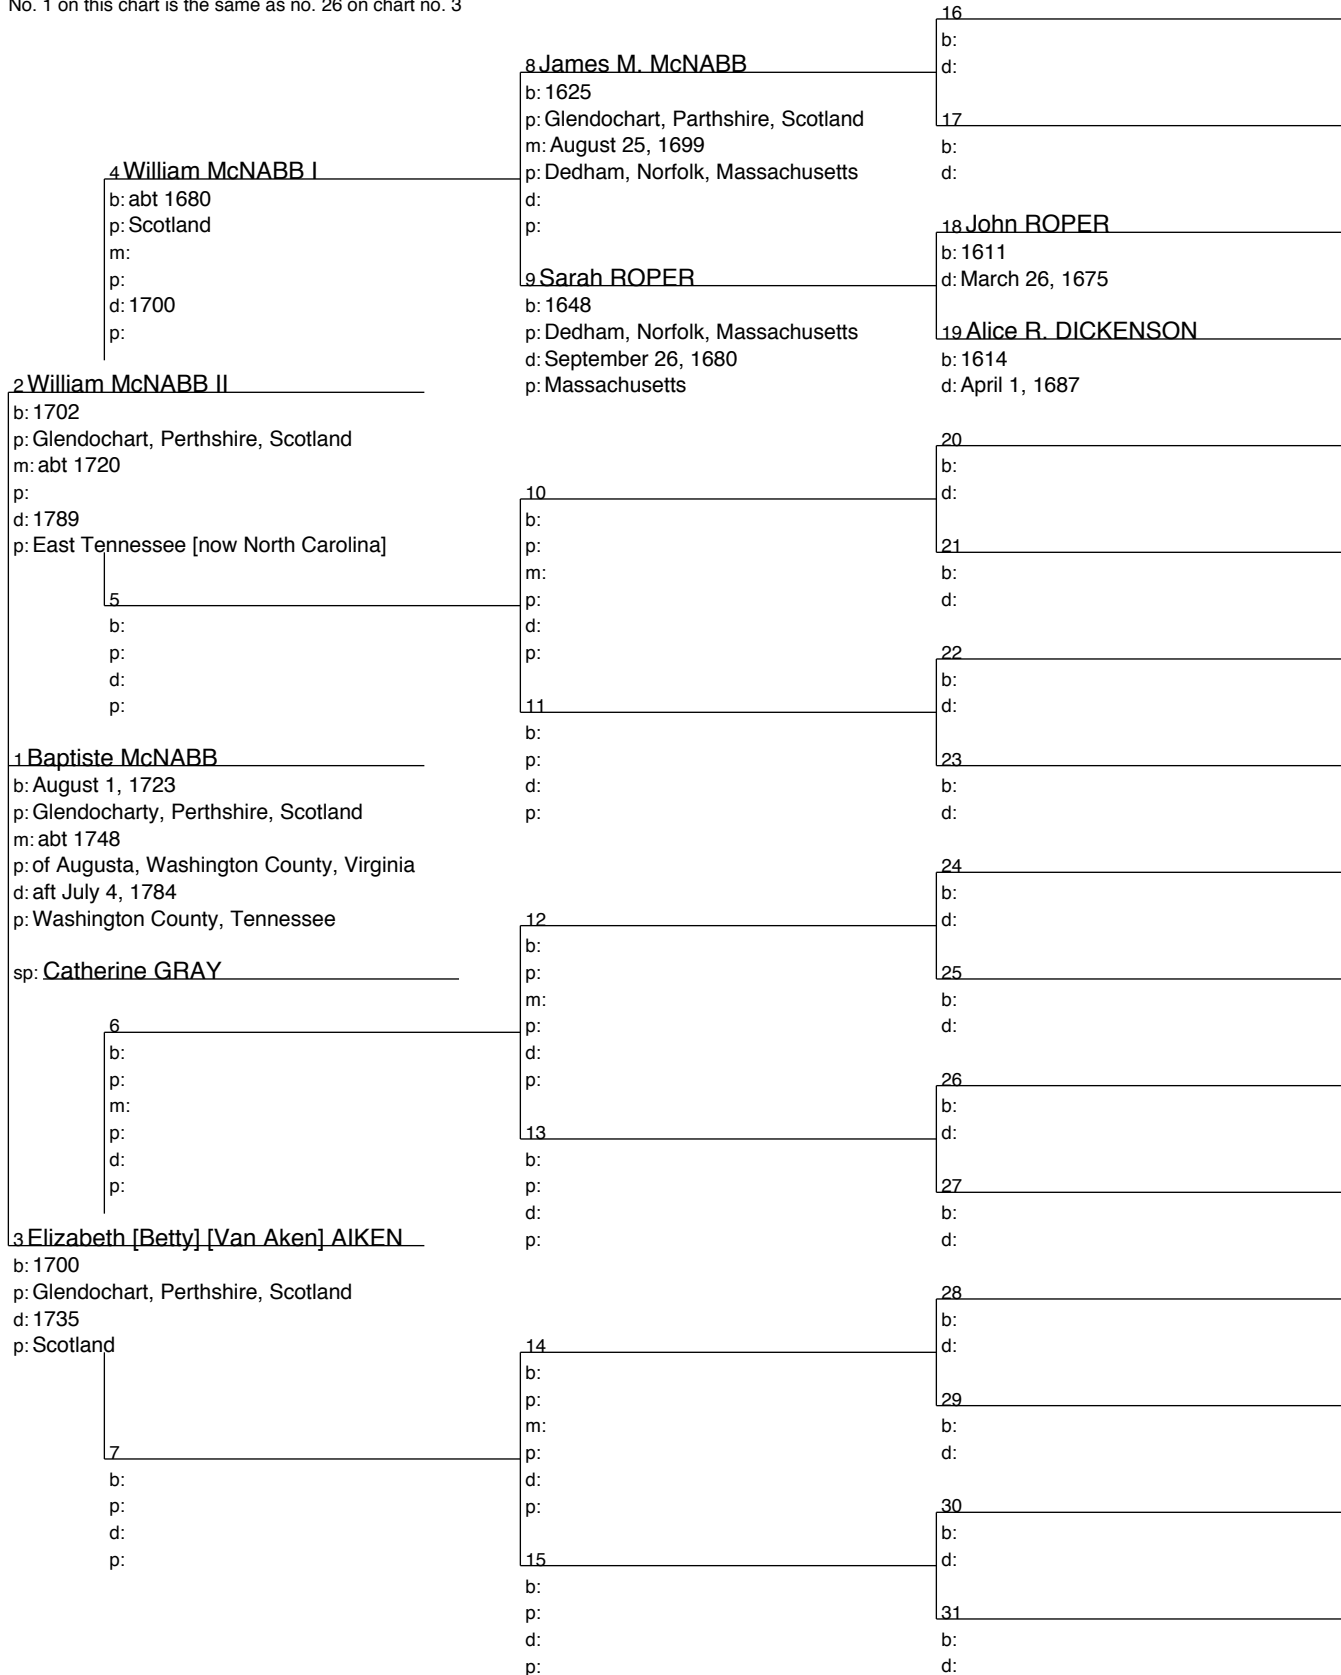 No. 1 on this chart is the same as no. 26 on chart no. 3
16
b:
d:
8 James M. McNABB
b: 1625
p: Glendochart, Parthshire, Scotland
m: August 25, 1699
p: Dedham, Norfolk, Massachusetts
d:
p:
17
b:
d:
4 William McNABB I
b: abt 1680
p: Scotland
m:
p:
d: 1700
p:
18 John ROPER
b: 1611
d: March 26, 1675
9 Sarah ROPER
b: 1648
p: Dedham, Norfolk, Massachusetts
d: September 26, 1680
p: Massachusetts
19 Alice R. DICKENSON
b: 1614
d: April 1, 1687
2 William McNABB II
b: 1702
p: Glendochart, Perthshire, Scotland
m: abt 1720
p:
d: 1789
p: East Tennessee [now North Carolina]
20
b:
d:
10
b:
p:
m:
p:
d:
p:
21
b:
d:
5
b:
p:
d:
p:
22
b:
d:
11
b:
p:
d:
p:
23
b:
d:
1 Baptiste McNABB
b: August 1, 1723
p: Glendocharty, Perthshire, Scotland
m: abt 1748
p: of Augusta, Washington County, Virginia
d: aft July 4, 1784
p: Washington County, Tennessee
sp: Catherine GRAY
24
b:
d:
12
b:
p:
m:
p:
d:
p:
25
b:
d:
6
b:
p:
m:
p:
d:
p:
26
b:
d:
13
b:
p:
d:
p:
27
b:
d:
3 Elizabeth [Betty] [Van Aken] AIKEN
b: 1700
p: Glendochart, Perthshire, Scotland
d: 1735
p: Scotland
28
b:
d:
14
b:
p:
m:
p:
d:
p:
29
b:
d:
7
b:
p:
d:
p:
30
b:
d:
15
b:
p:
d:
p:
31
b:
d: